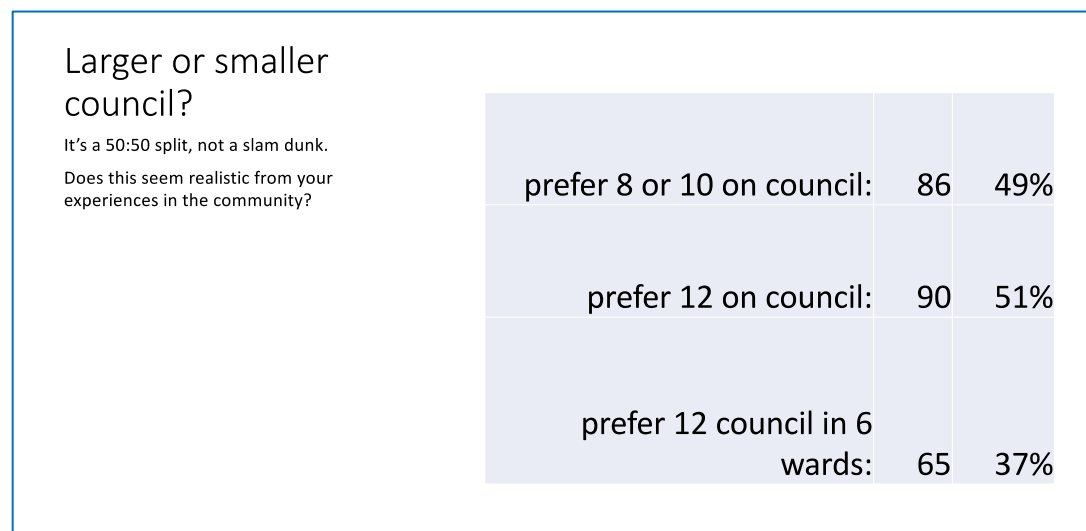 Larger or smaller
council?
It’s a 50:50 split, not a slam dunk.
Does this seem realistic from your
experiences in the community?
prefer 8 or 10 on council: 86 49%
prefer 12 on council: 90 51%
prefer 12 council in 6
wards: 65 37%